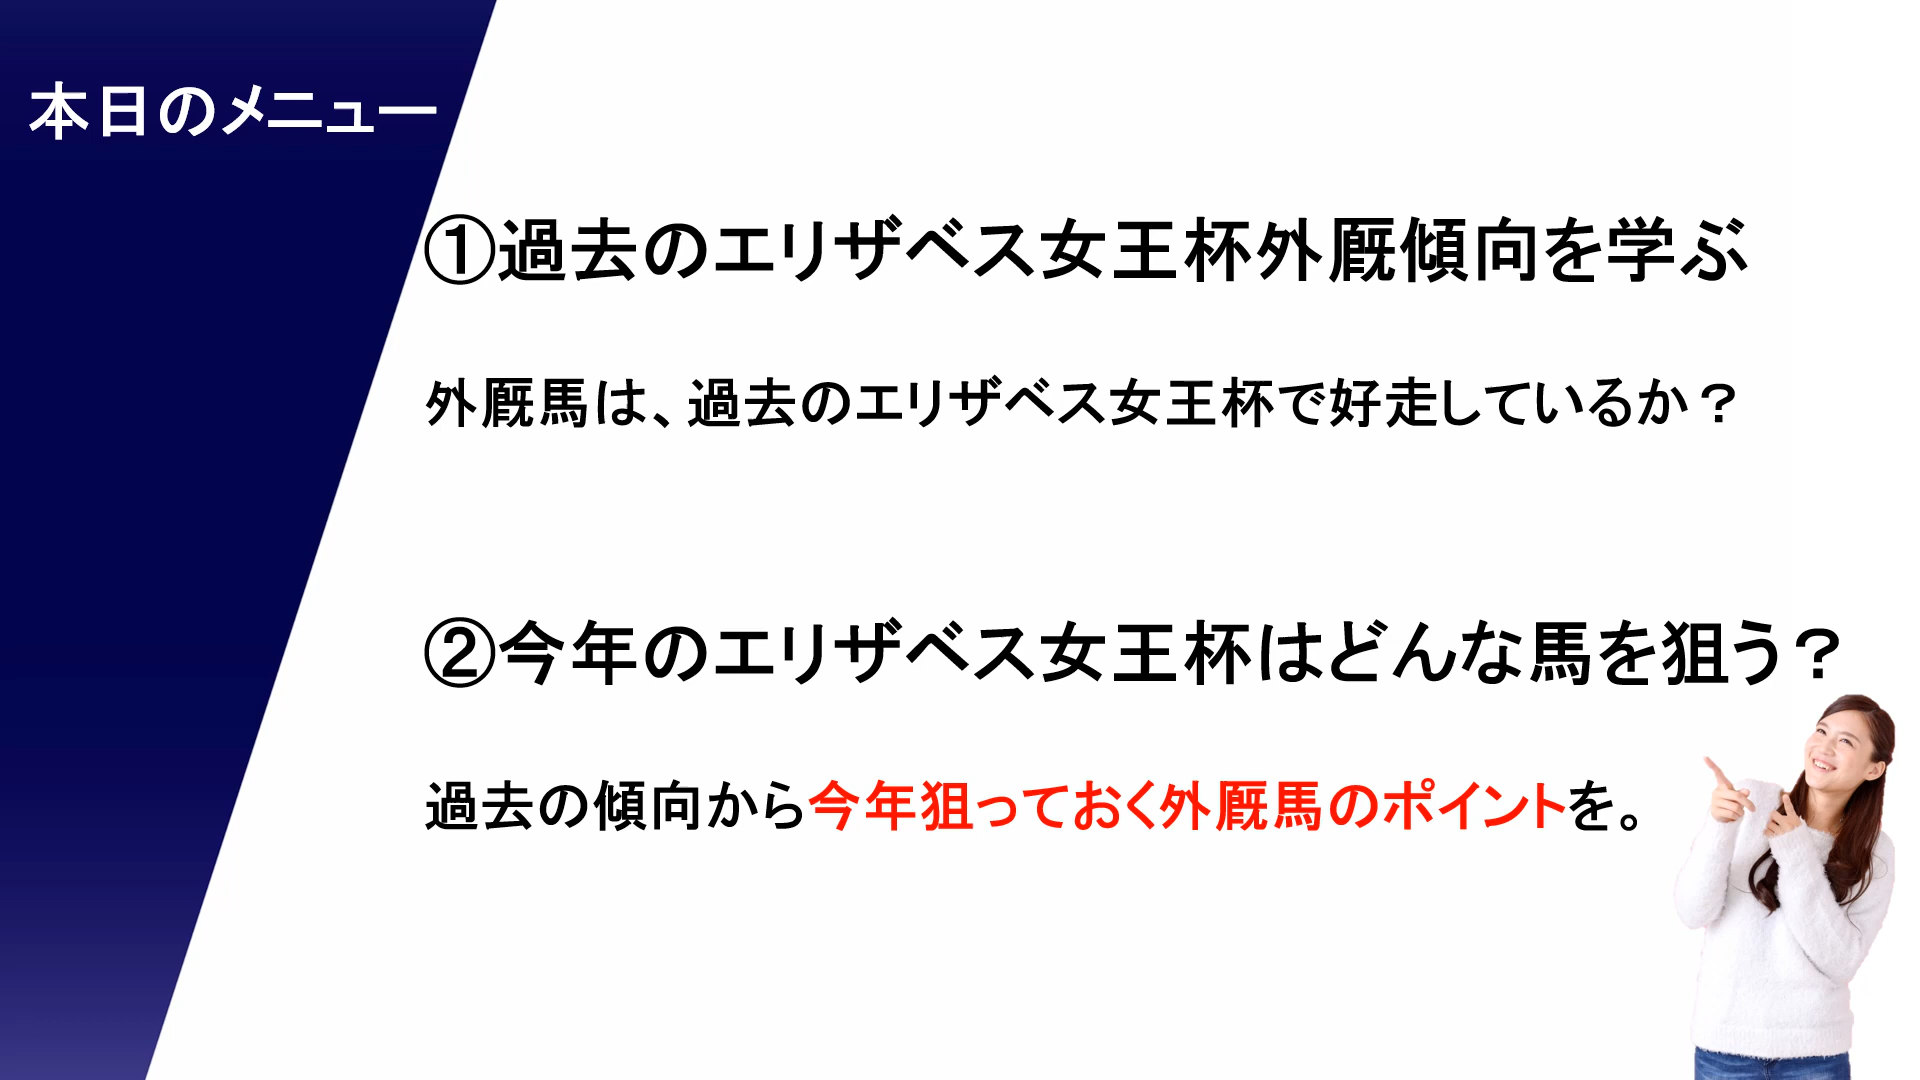 本日のメニュー
①過去のエリザベス女王杯外厩傾向を学ぶ
外厩馬は、過去のエリザベス女王杯で好走しているか？
②今年のエリザベス女王杯はどんな馬を狙う？
過去の傾向から今年狙っておく外厩馬のポイントを。